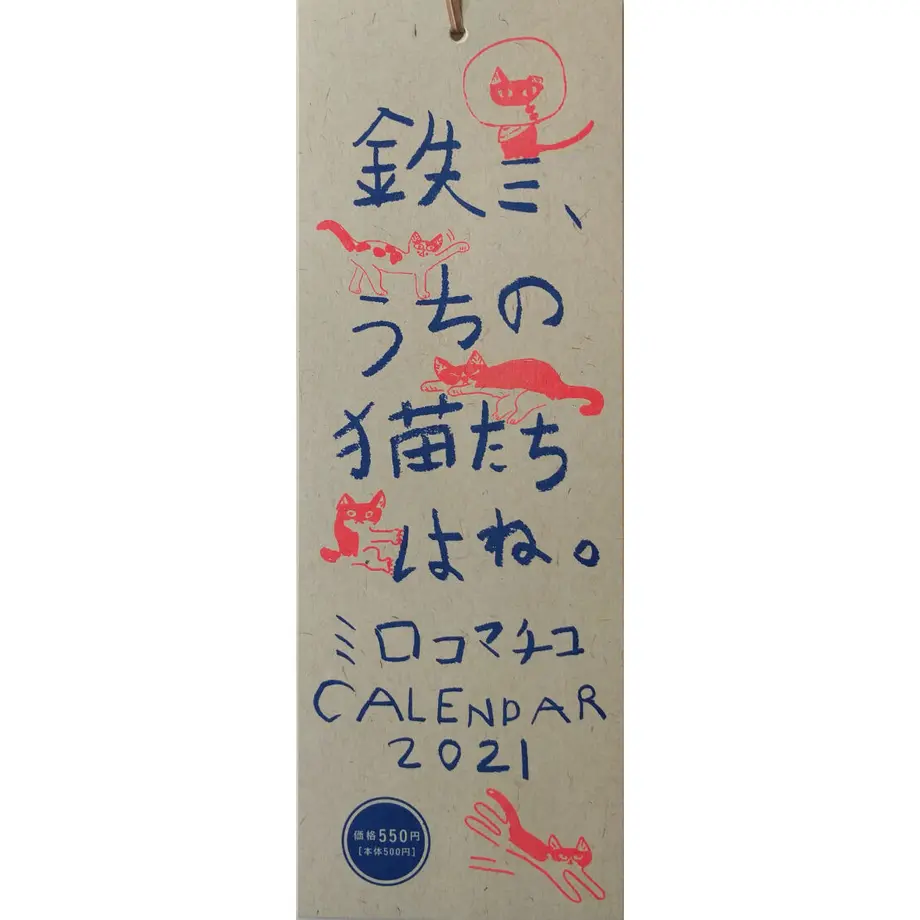 鉄三、
うちの
猫たち
はね。
ミロコマチコ
CALENDAR
2021
価格550円
[本体500円]